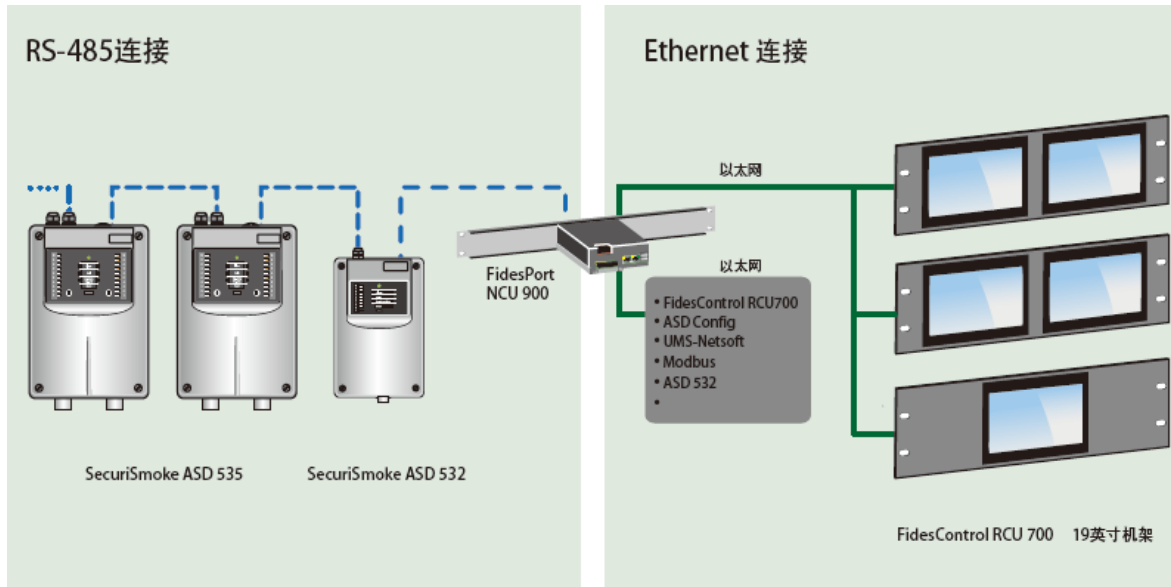 RS-485连接
Ethernet 连接
以太网
FidesPort
NCU 900
以太网
• FidesControl RCU700
• ASD Config
• UMS-Netsoft
• Modbus
• ASD 532
•
SecuriSmoke ASD 535
SecuriSmoke ASD 532
FidesControl RCU 700 19英寸机架